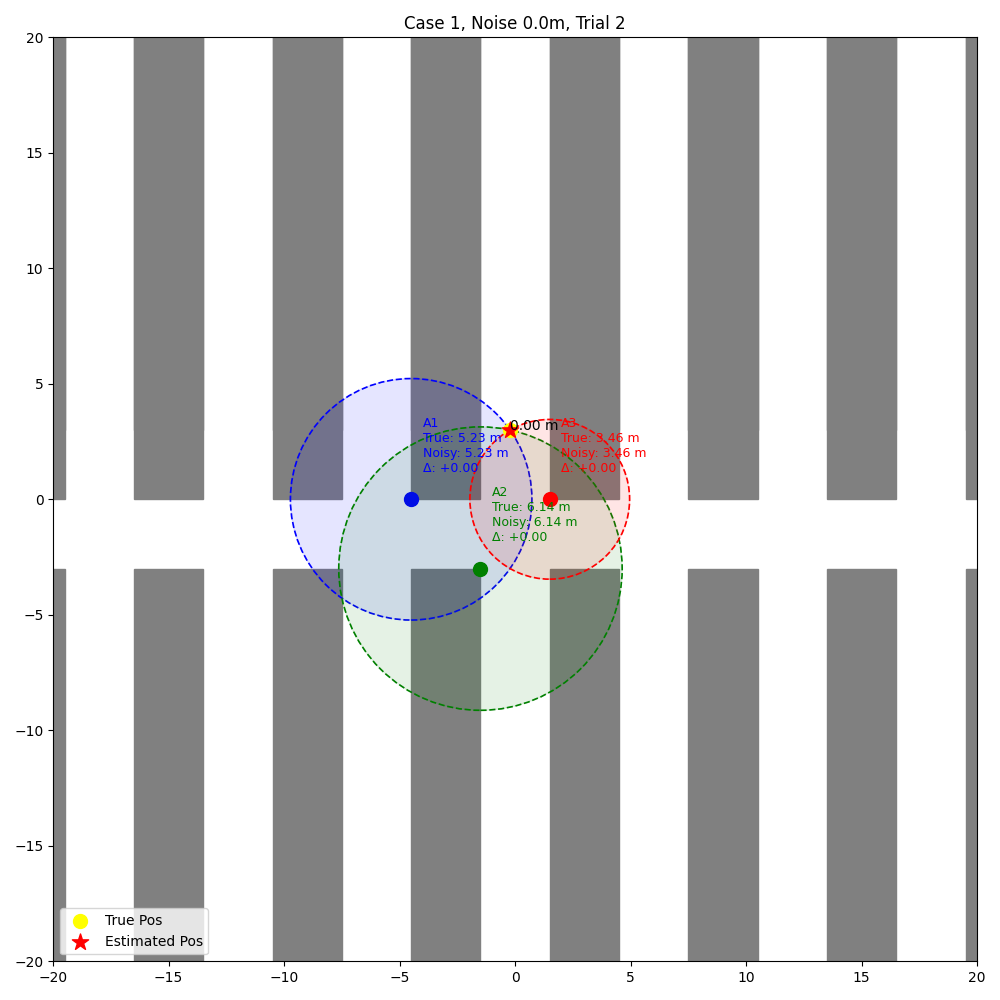 Case 1, Noise 0.0m, Trial 2
20
15
10
5
0
−5
−10
−15
−20
A1
True: 5.23 m
Noisy: 5.23 m
Δ: +0.00
0.00 m
A3
True: 3.46 m
Noisy: 3.46 m
Δ: +0.00
A2
True: 6.14 m
Noisy: 6.14 m
Δ: +0.00
True Pos
Estimated Pos
−20
−15
−10
−5
0
5
10
15
20